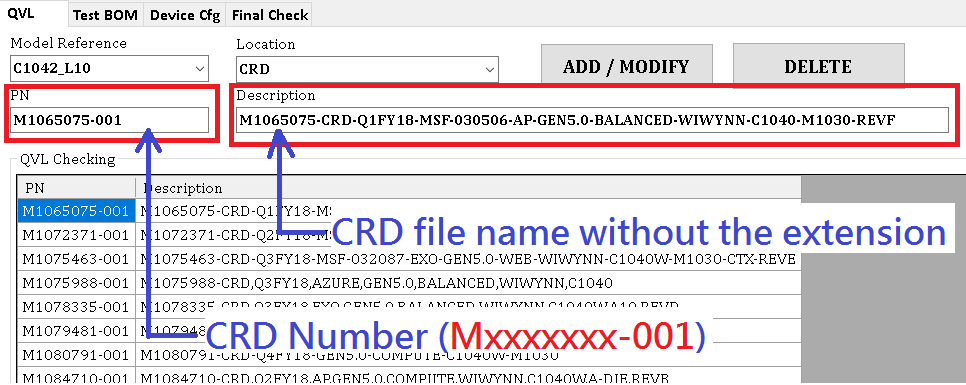 QVL Test BOM Device Cfg Final Check
Model Reference Location
C1042_L10 CRD ADD / MODIFY DELETE
PN Description
M1065075-001 M1065075-CRD-Q1FY18-MSF-030506-AP-GEN5.0-BALANCED-WIWYNN-C1040-M1030-REVF
QVL Checking
PN Description
M1065075-001 M1065075-CRD-Q1FY18-MS
M1072371-001 M1072371-CRD-Q2FY18-MS
CRD file name without the extension
M1075463-001 M1075463-CRD-Q3FY18-MSF-032087-EXO-GEN5.0-WEB-WIWYNN-C1040W-M1030-CTX-REVE
M1075988-001 M1075988-CRD,Q3FY18,AZURE,GEN5.0,BALANCED,WIWYNN,C1040
M1078335-001 M1078335-CRD,Q3FY18,EXO,GEN5.0,BALANCED,WIWYNN,C1040WA10,REVD
M1079481-001 M107948
CRD Number (Mxxxxxxx-001)
M1080791-001 M1080791-CRD-Q4FY18-GEN5.0-COMPUTE-C1040W-M1030
M1084710-001 M1084710-CRD,Q2FY18,AP,GEN5.0,COMPUTE,WIWYNN,C1040WA-DIE,REVB